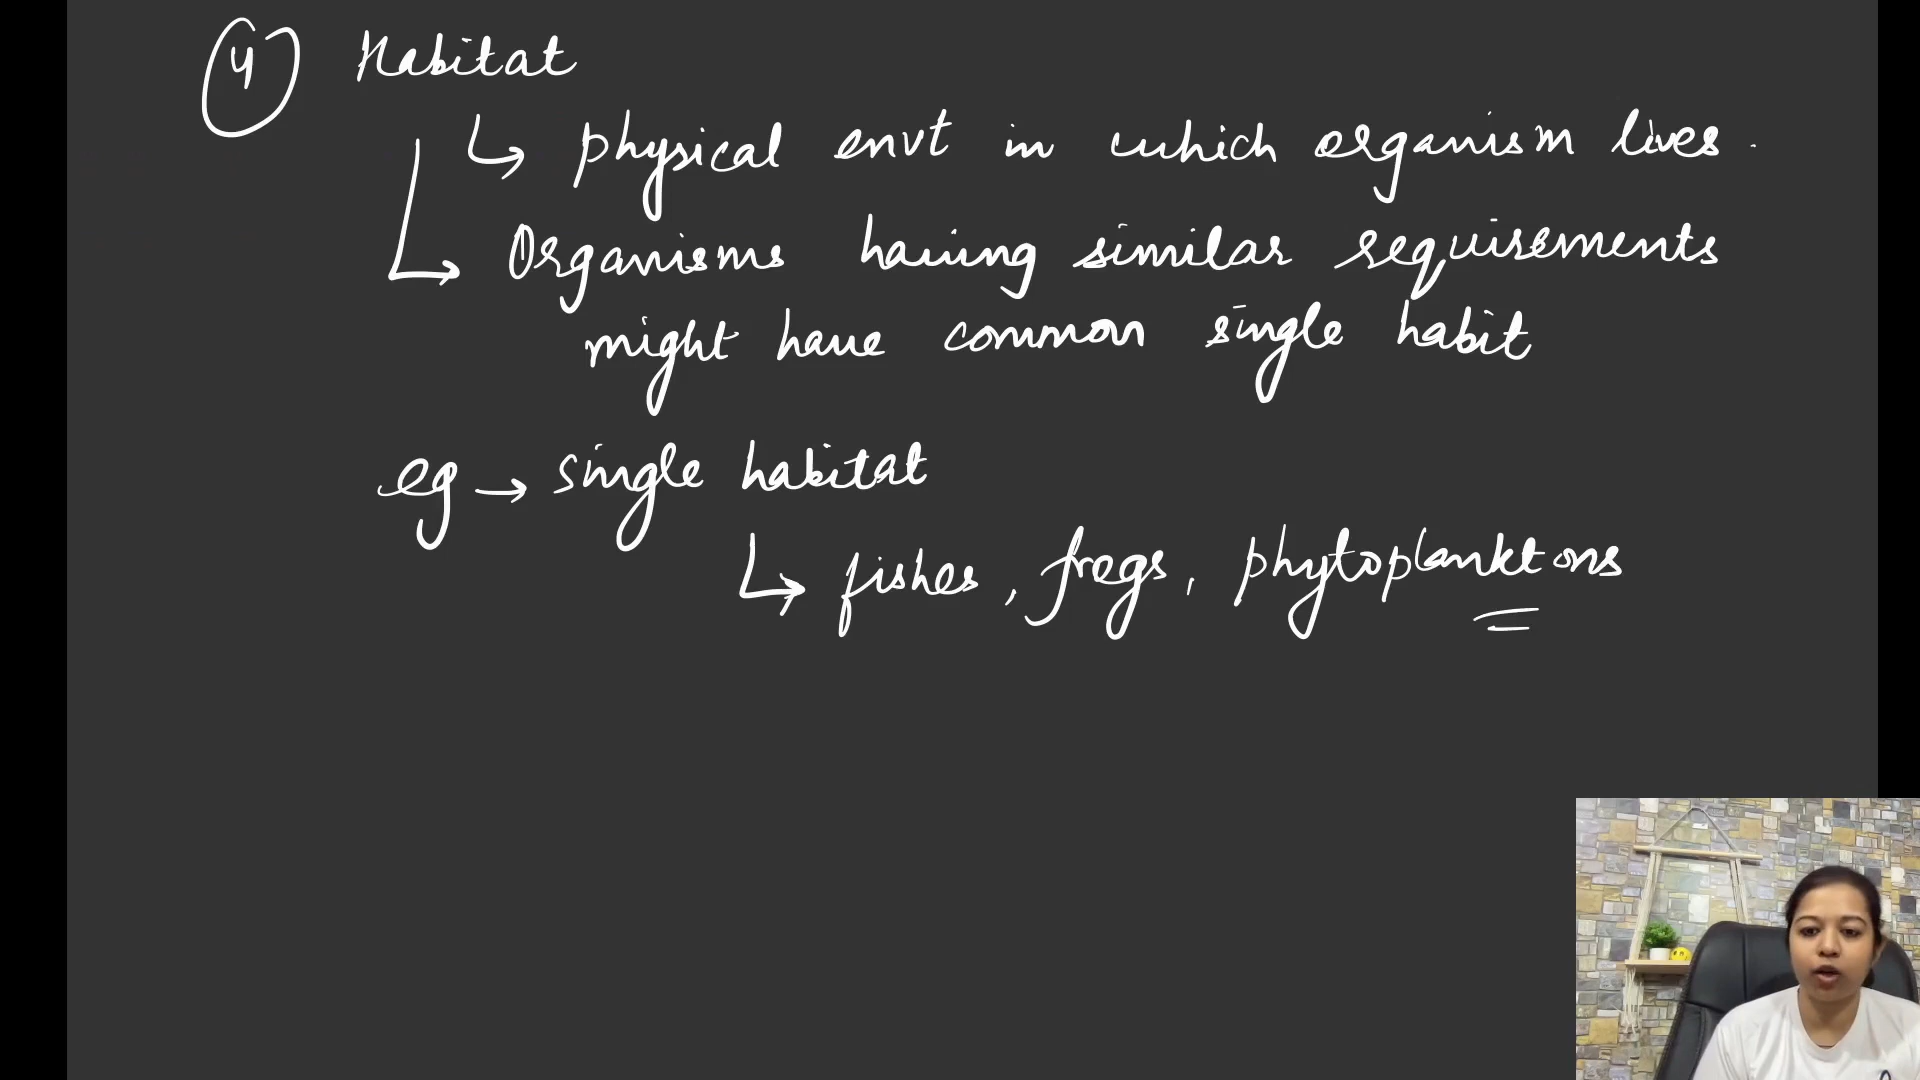 4 Habitat
↳ physical envt in which organism lives.
↳ Organisms having similar requirements
might have common single habit
eg → single habitat
↳ fishes, frogs, phytoplanktons